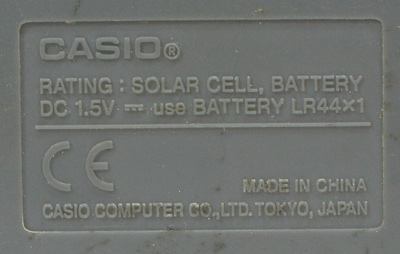 CASIO®
RATING : SOLAR CELL, BATTERY
DC 1.5V ⎓ use BATTERY LR44×1
CE
MADE IN CHINA
CASIO COMPUTER CO.,LTD. TOKYO, JAPAN